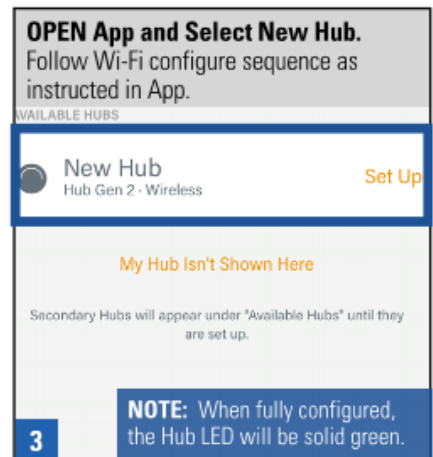 OPEN App and Select New Hub.
Follow Wi-Fi configure sequence as
instructed in App.
AVAILABLE HUBS
New Hub
Hub Gen 2 · Wireless
Set Up
My Hub Isn't Shown Here
Secondary Hubs will appear under "Available Hubs" until they
are set up.
NOTE: When fully configured,
the Hub LED will be solid green.
3